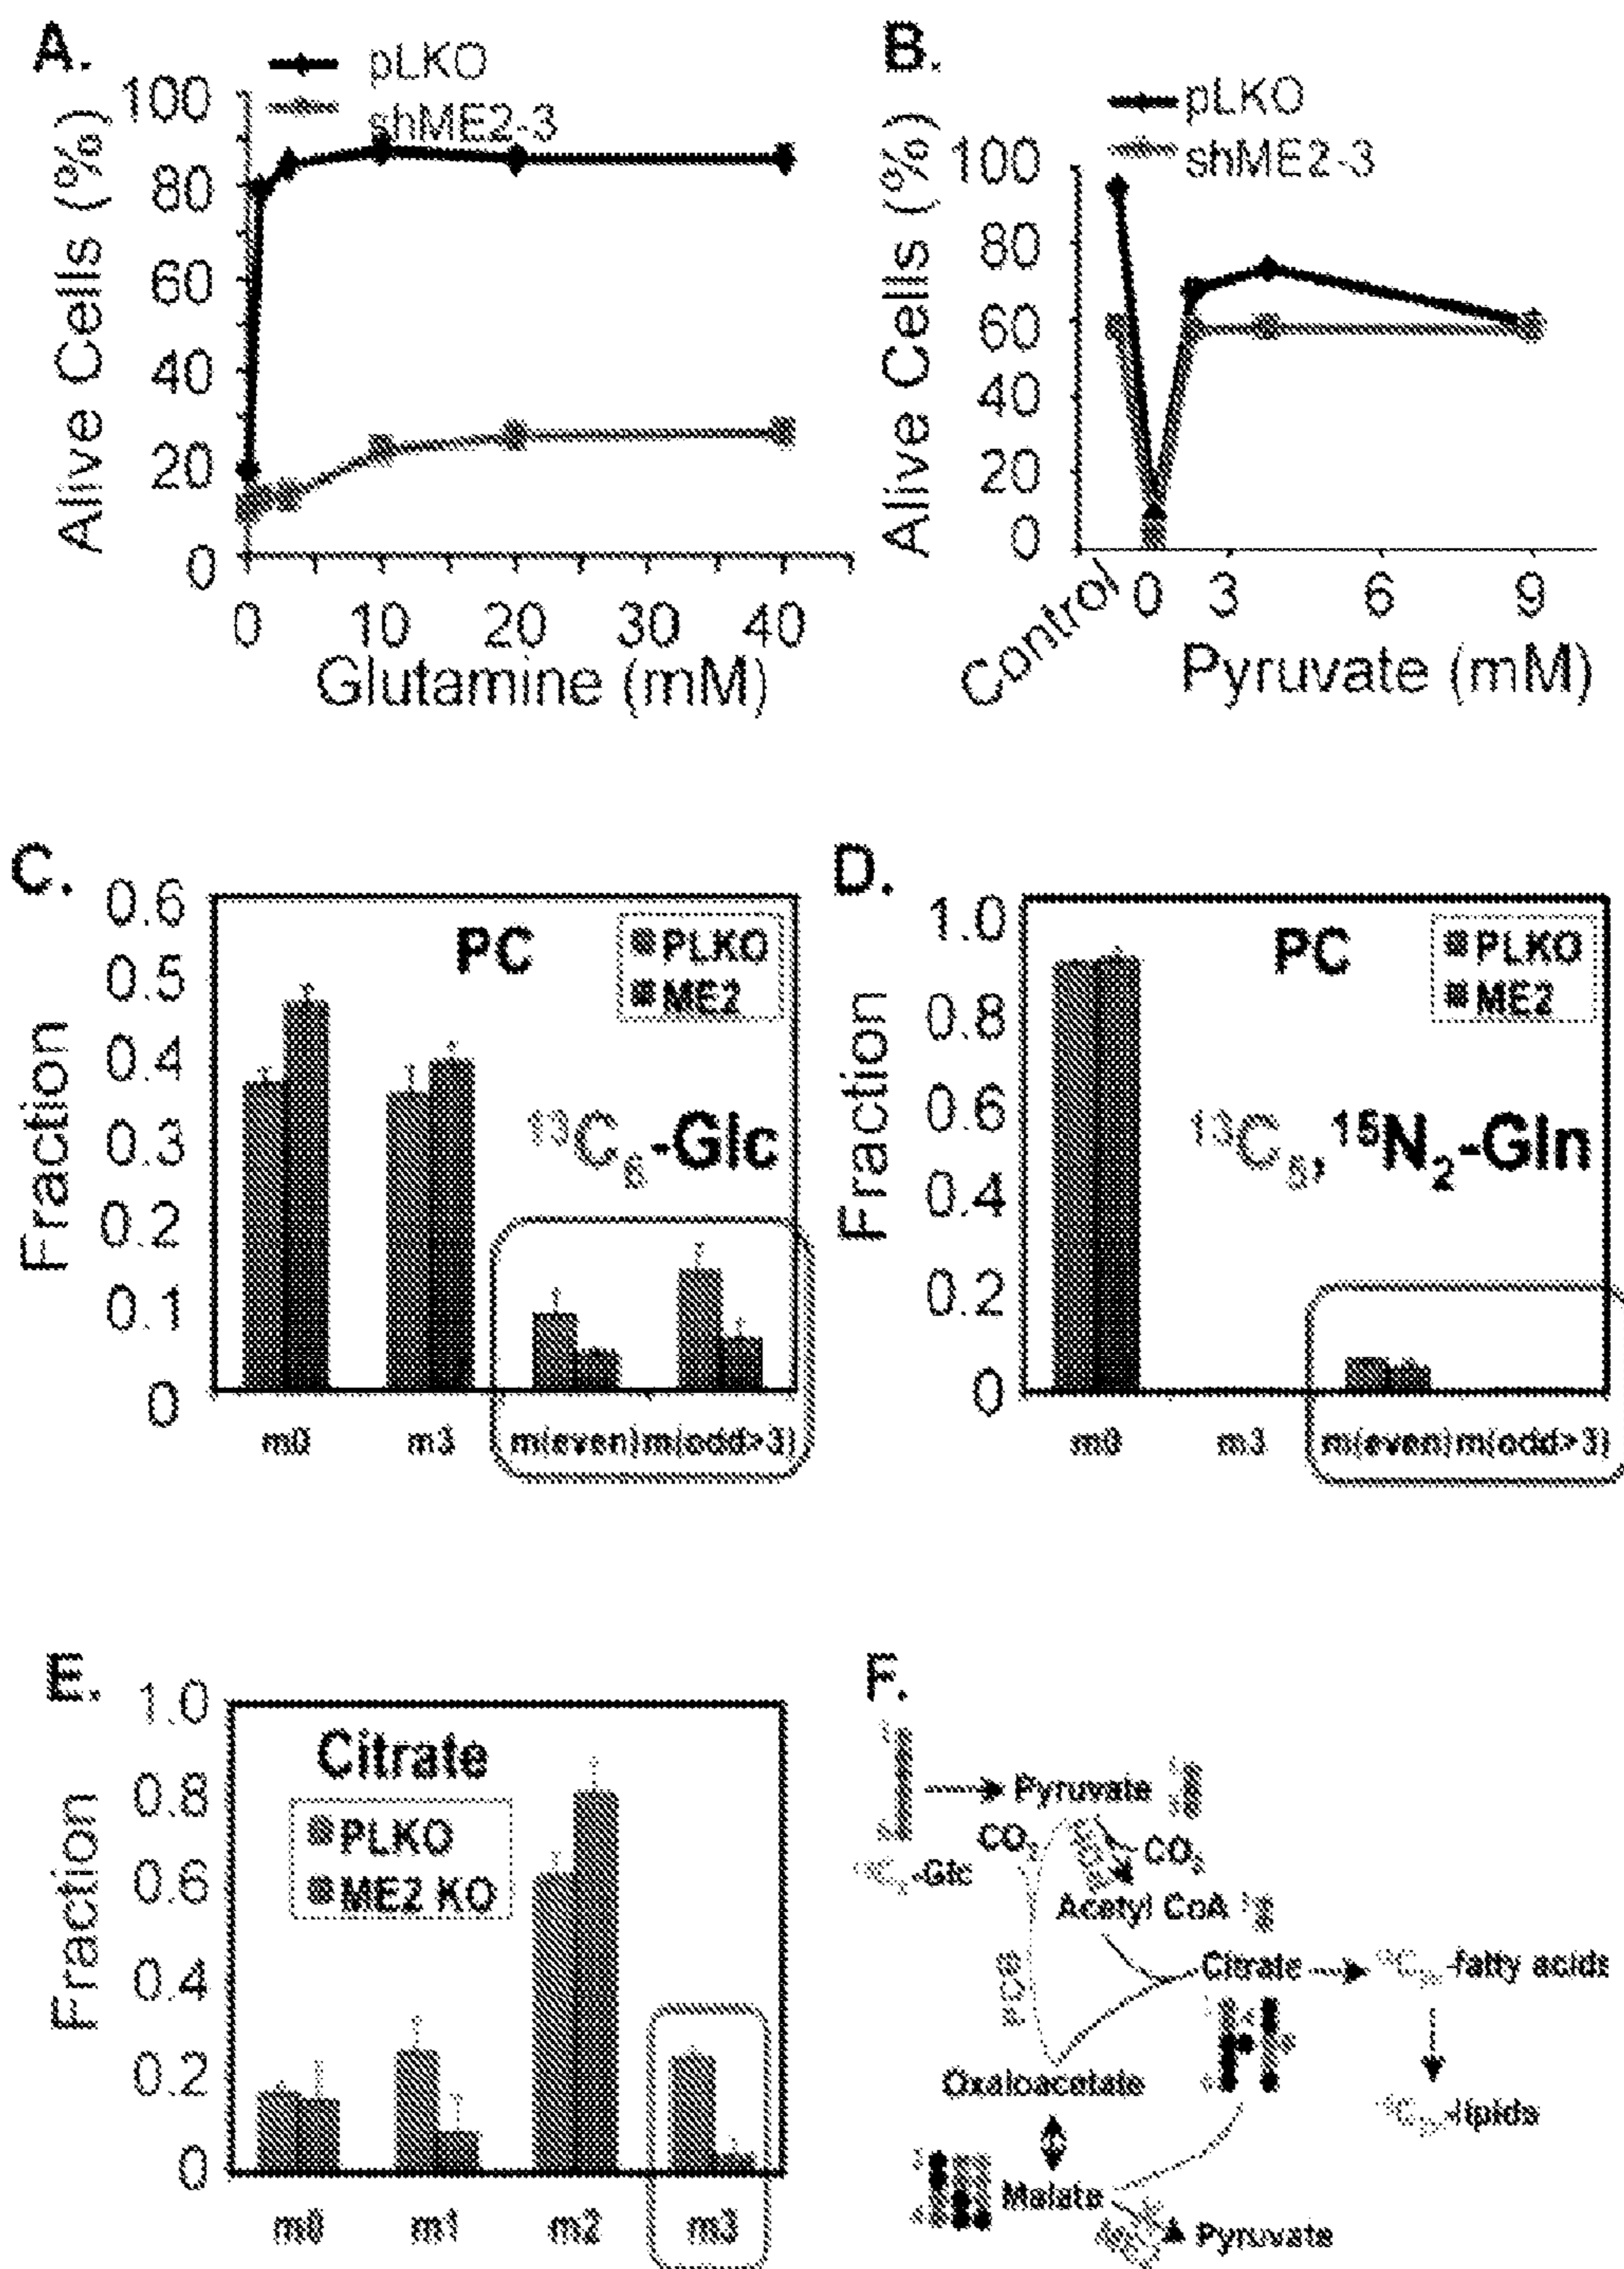 A.
pLKO
shME2-3
Alive Cells (%)
100
80
60
40
20
0
0 10 20 30 40
Glutamine (mM)
B.
pLKO
shME2-3
Alive Cells (%)
100
80
60
40
20
0
Control 0 3 6 9
Pyruvate (mM)
C.
PC
PLKO
ME2
Fraction
0.6
0.5
0.4
0.3
0.2
0.1
0
¹³C₆-Glc
m0 m3 m(even) m(odd>3)
D.
PC
PLKO
ME2
Fraction
1.0
0.8
0.6
0.4
0.2
0
¹³C₅, ¹⁵N₂-Gln
m0 m3 m(even) m(odd>3)
E.
Citrate
PLKO
ME2 KO
Fraction
1.0
0.8
0.6
0.4
0.2
0
m0 m1 m2 m3
F.
Pyruvate
CO₂
CO₂
-Glc
Acetyl CoA
PCB
Citrate
-fatty acids
Oxaloacetate
-lipids
Malate
Pyruvate